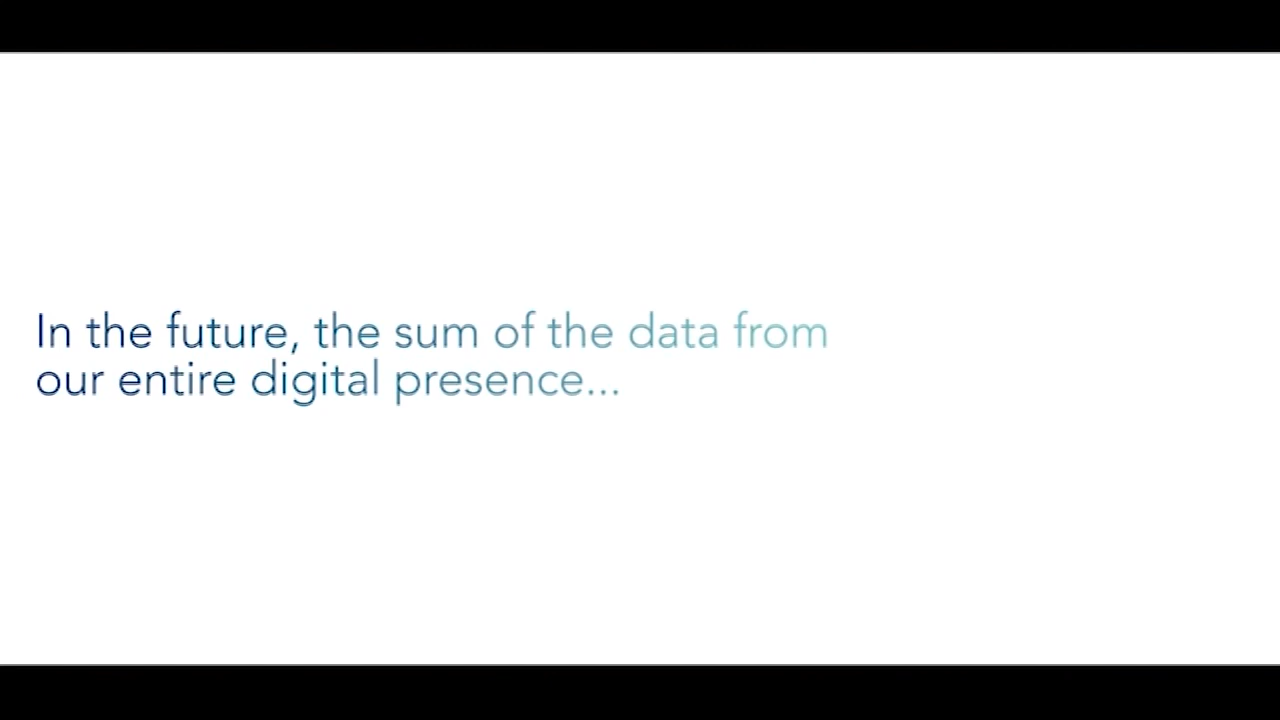 In the future, the sum of the data from
our entire digital presence...